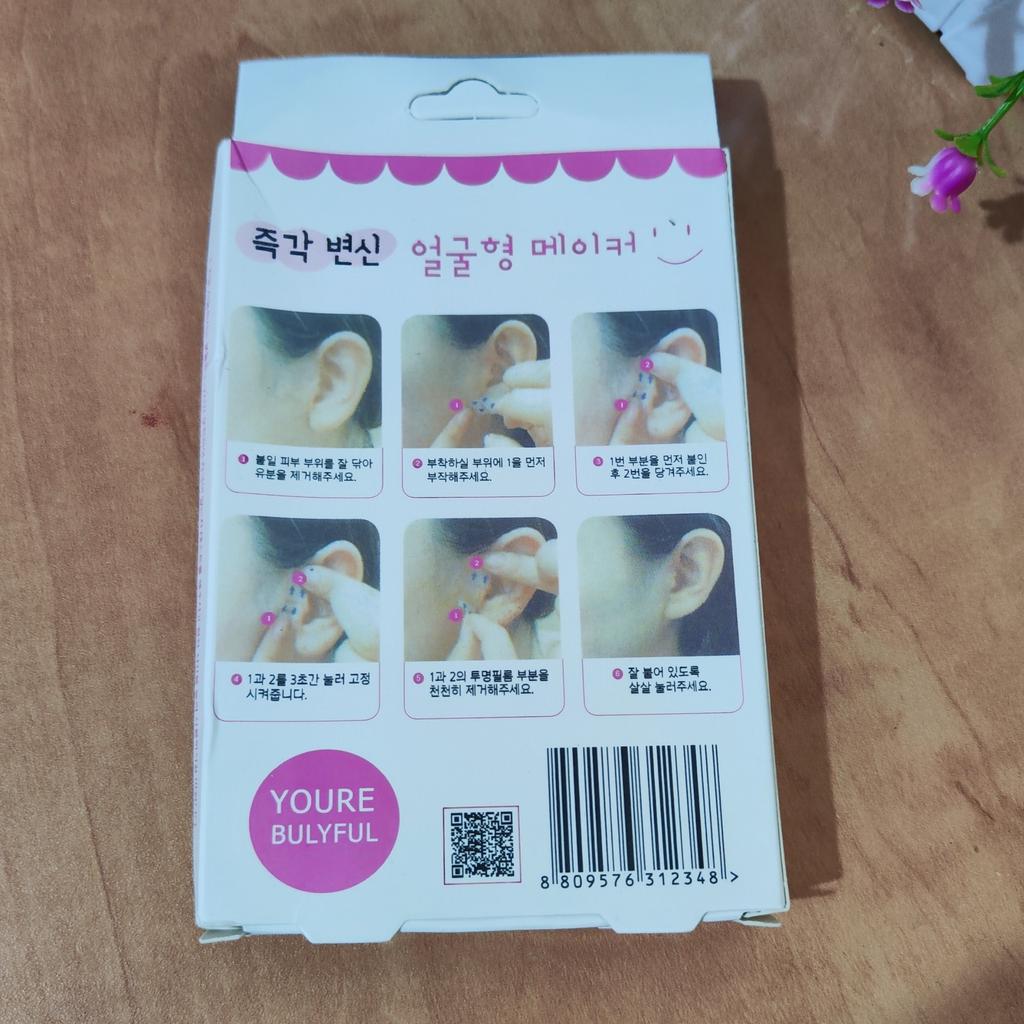 즉각 변신 얼굴형 메이커
1 붙일 피부 부위를 잘 닦아
유분을 제거해주세요.
2 부착하실 부위에 1을 먼저
부작해주세요.
3 1번 부분을 먼저 붙인
후 2번을 당겨주세요.
4 1과 2를 3초간 눌러 고정
시켜줍니다.
5 1과 2의 투명필름 부분을
천천히 제거해주세요.
6 잘 붙어 있도록
살살 눌러주세요.
YOURE
BULYFUL
8 809576 312348 >